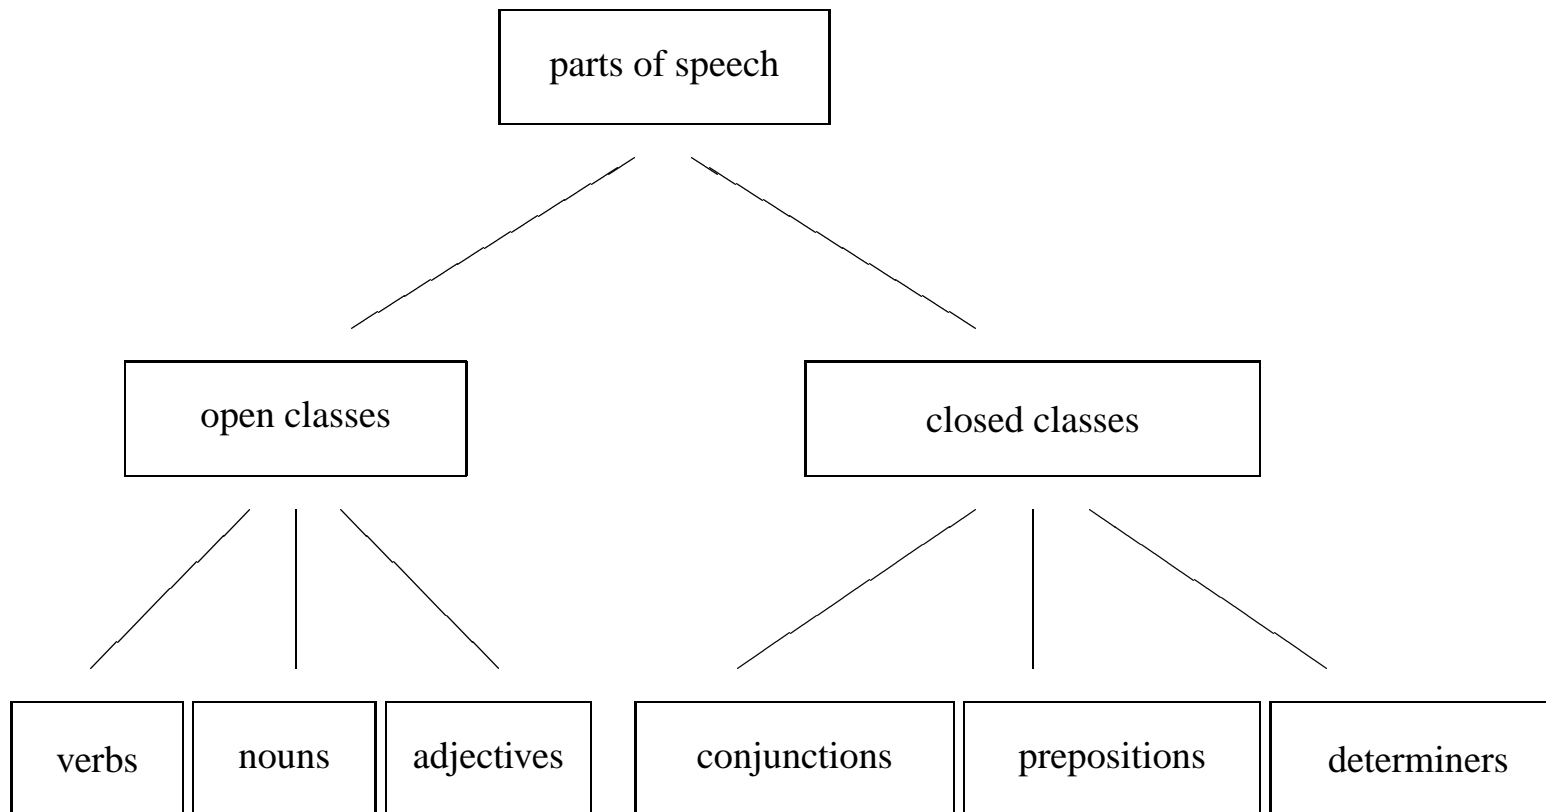 parts of speech
open classes
closed classes
verbs
nouns
adjectives
conjunctions
prepositions
determiners